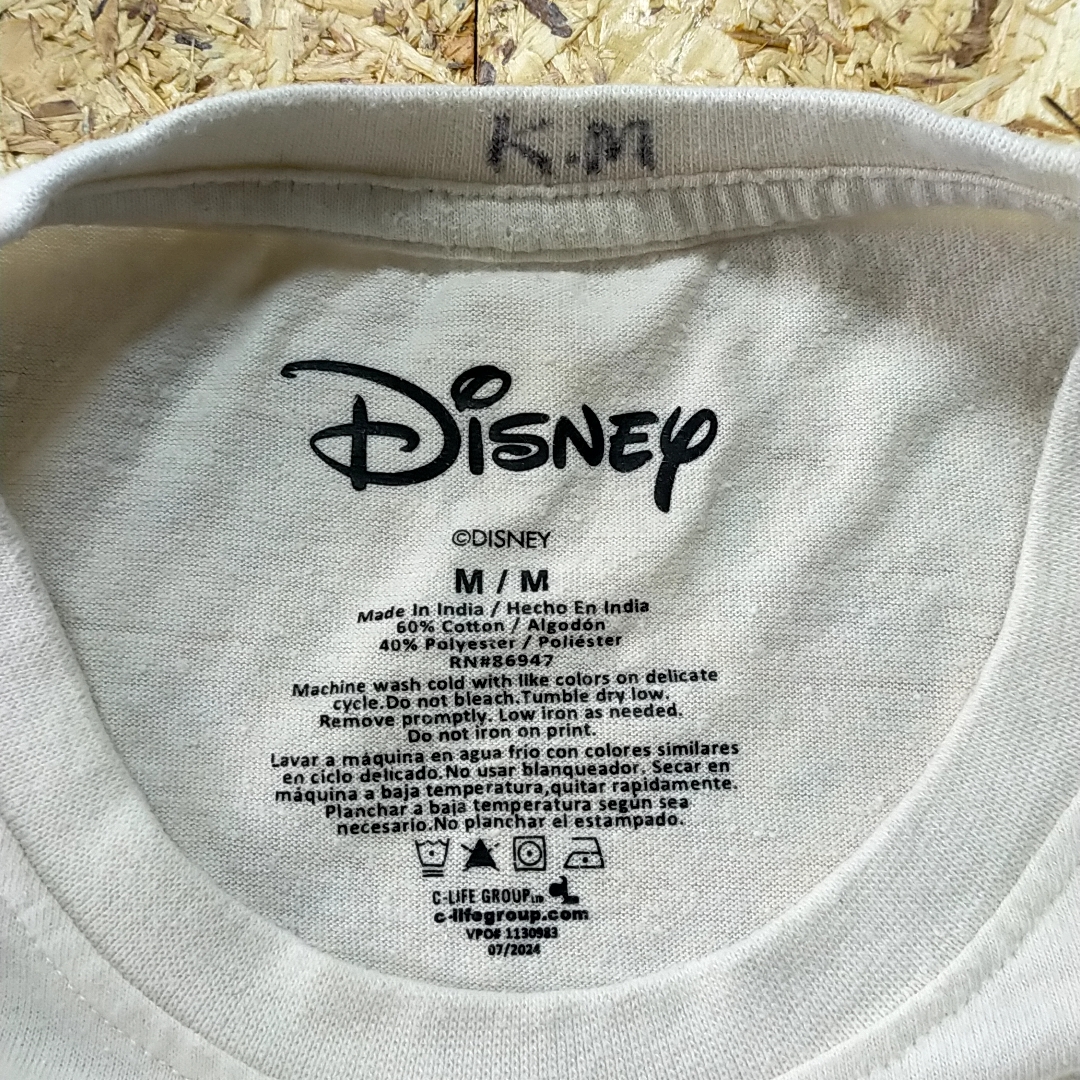 K.M
Disney
©DISNEY
M / M
Made In India / Hecho En India
60% Cotton / Algodón
40% Polyester / Poliéster
RN#86947
Machine wash cold with like colors on delicate
cycle.Do not bleach.Tumble dry low.
Remove promptly. Low iron as needed.
Do not iron on print.
Lavar a máquina en agua frio con colores similares
en ciclo delicado.No usar blanqueador. Secar en
máquina a baja temperatura,quitar rapidamente.
Planchar a baja temperatura según sea
necesario.No planchar el estampado.
C-LIFE GROUP LTD
c-lifegroup.com
VPO# 1130983
07/2024